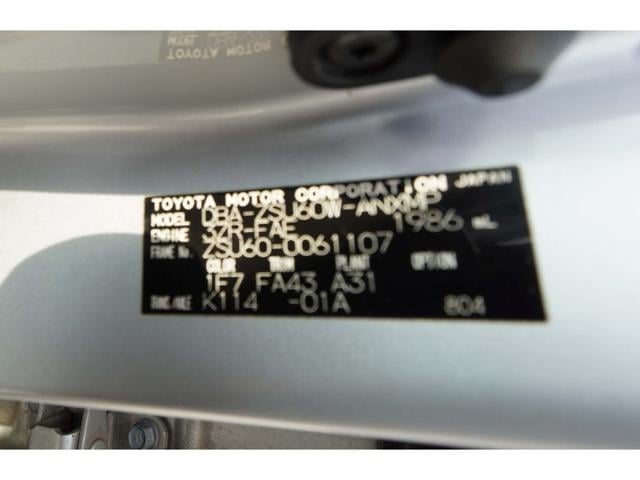 TOYOTA MOTOR CORPORATION JAPAN
MODEL DBA-ZSU60W-ANXMP
ENGINE 3ZR-FAE 1986 mL
FRAME No. ZSU60-0061107
COLOR TRIM PLANT OPTION
1F7 FA43 A31
TRANS/AXLE K114 -01A 804